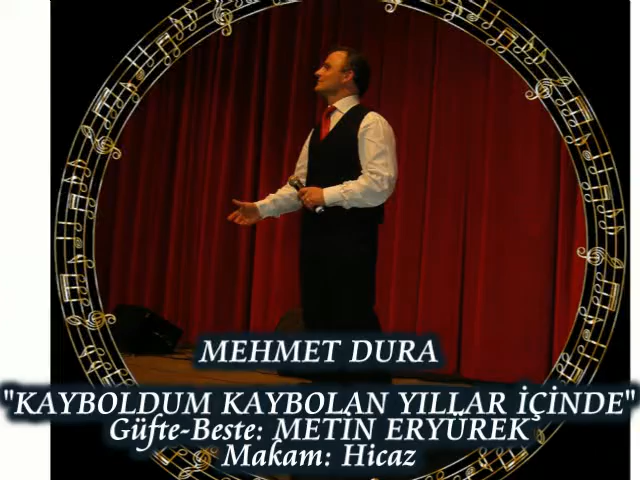 MEHMET DURA
"KAYBOLDUM KAYBOLAN YILLAR İÇİNDE"
Güfte-Beste: METİN ERYÜREK
Makam: Hicaz